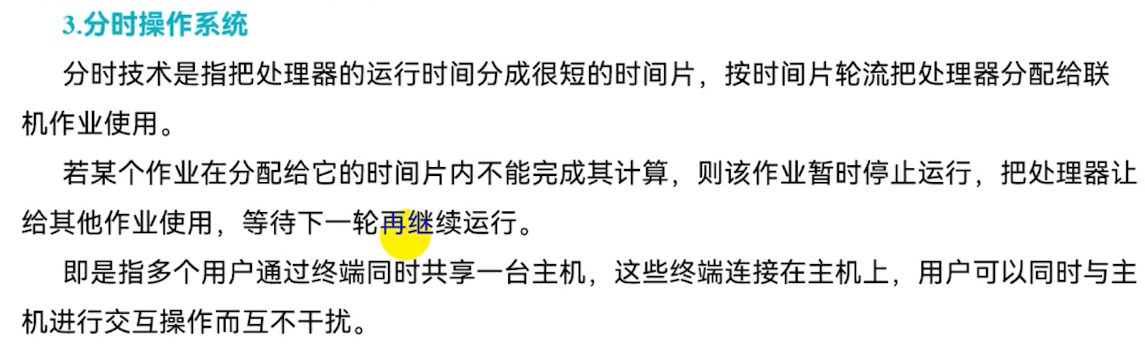 3.分时操作系统
分时技术是指把处理器的运行时间分成很短的时间片，按时间片轮流把处理器分配给联
机作业使用。
若某个作业在分配给它的时间片内不能完成其计算，则该作业暂时停止运行，把处理器让
给其他作业使用，等待下一轮再继续运行。
即是指多个用户通过终端同时共享一台主机，这些终端连接在主机上，用户可以同时与主
机进行交互操作而互不干扰。